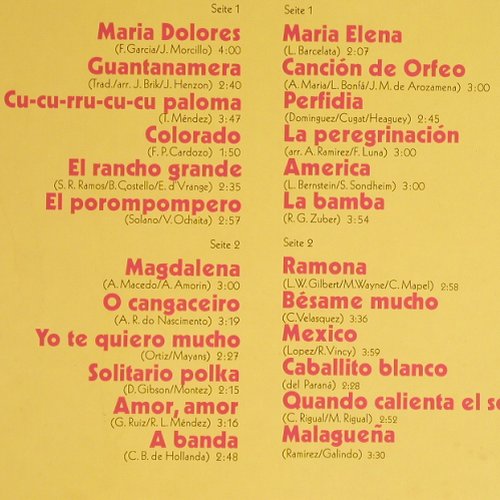 Seite 1
Maria Dolores
(F. Garcia/J. Morcillo) 4:00
Guantanamera
(Trad./arr. J. Brik/J. Henzon) 2:40
Cu-cu-rru-cu-cu paloma
(T. Méndez) 3:47
Colorado
(F. P. Cardozo) 1:50
El rancho grande
(S. R. Ramos/B. Costello/E. d'Vrange) 2:35
El porompompero
(Solano/V. Ochaita) 2:57
Seite 2
Magdalena
(A. Macedo/A. Amorin) 3:00
O cangaceiro
(A. R. do Nascimento) 3:19
Yo te quiero mucho
(Ortiz/Mayans) 2:27
Solitario polka
(D. Gibson/Montez) 2:15
Amor, amor
(G. Ruiz/R. L. Méndez) 3:16
A banda
(C. B. de Hollanda) 2:48
Seite 1
Maria Elena
(L. Barcelata) 2:07
Canción de Orfeo
(A. Maria/L. Bonfá/J. M. de Arozamena) 3:00
Perfidia
(Dominguez/Cugat/Heaguey) 2:45
La peregrinación
(arr. A. Ramirez/F. Luna) 3:00
America
(L. Bernstein/S. Sondheim) 3:00
La bamba
(R. G. Zuber) 3:54
Seite 2
Ramona
(L. W. Gilbert/M. Wayne/C. Mapel) 2:58
Bésame mucho
(C. Velasquez) 3:36
Mexico
(Lopez/R. Vincy) 3:59
Caballito blanco
(del Paraná) 2:28
Quando calienta el
(C. Rigual/M. Rigual) 2:52
Malagueña
(Ramirez/Galindo) 3:30